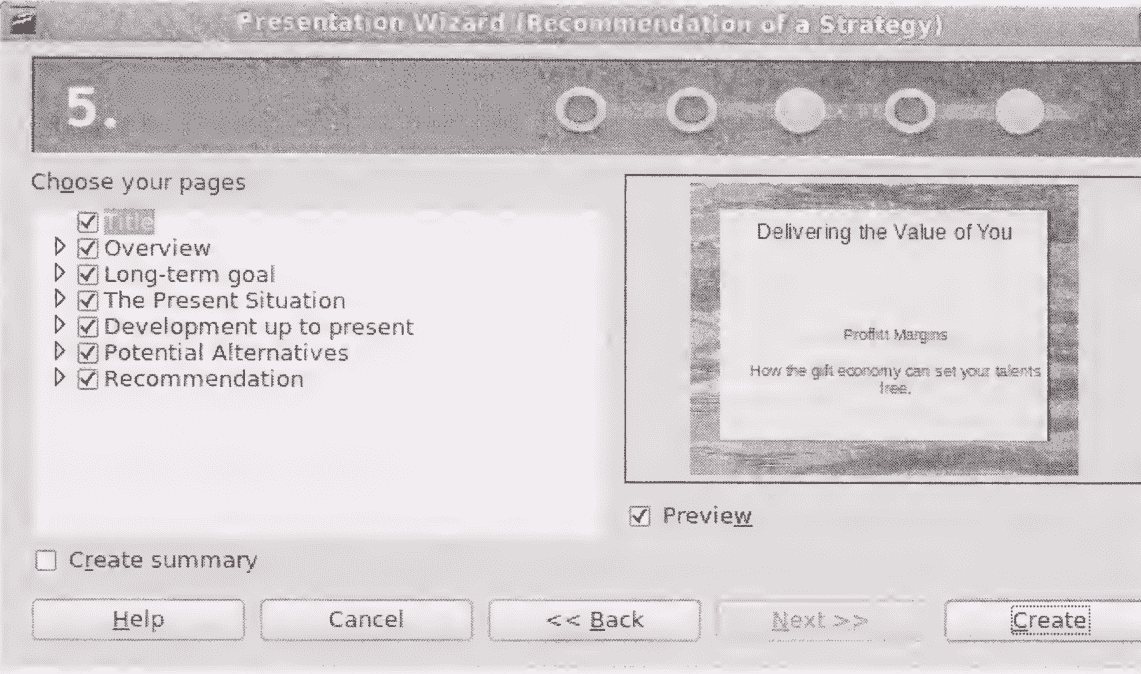 Presentation Wizard (Recommendation of a Strategy)
5.
Choose your pages
Title
Overview
Long-term goal
The Present Situation
Development up to present
Potential Alternatives
Recommendation
Delivering the Value of You
Proffitt Margins
How the gift economy can set your talents
free.
Preview
Create summary
Help
Cancel
<< Back
Next >>
Create